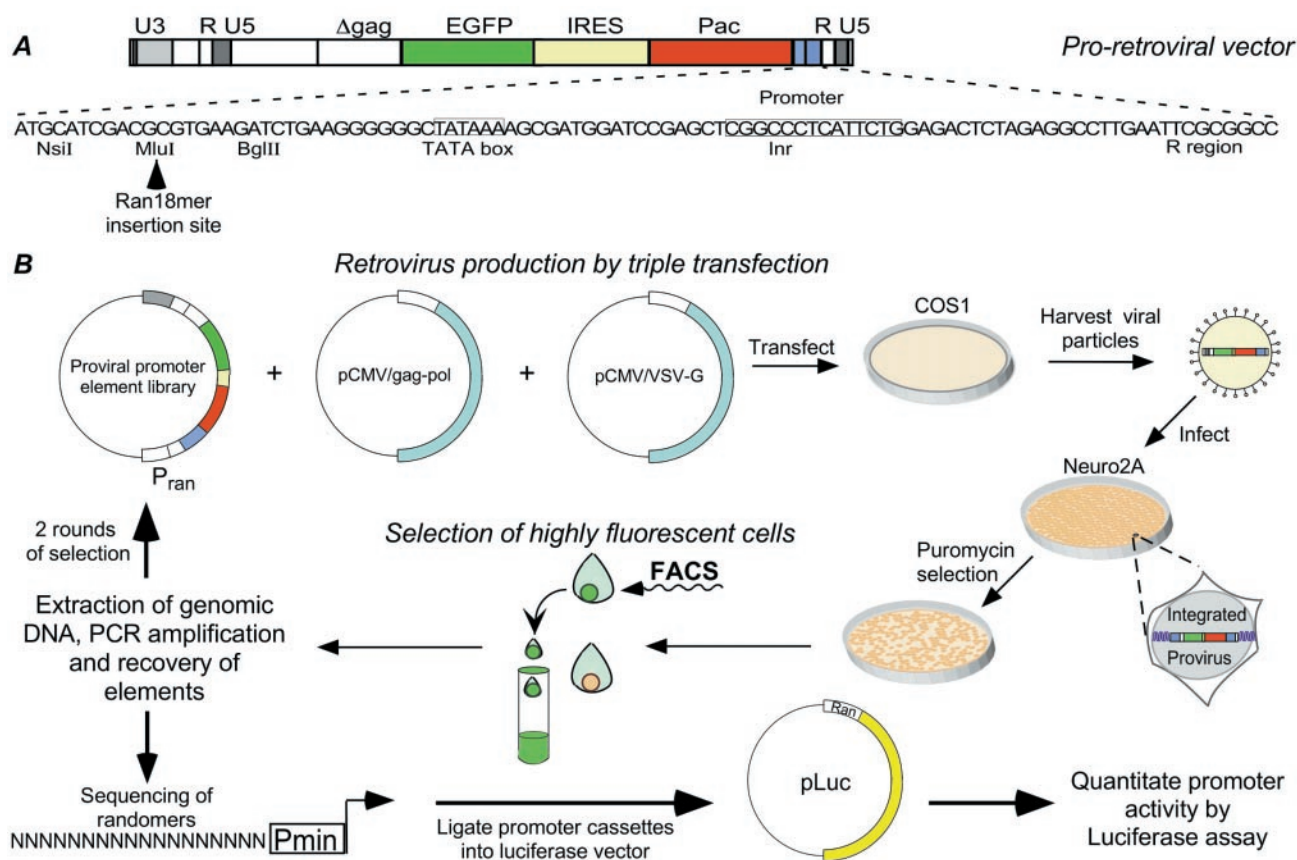 A
U3 R U5 Δgag EGFP IRES Pac R U5
Pro-retroviral vector
Promoter
ATGCATCGACGCGTGAAGATCTGAAGGGGGGGCTATAAAAGCGATGGATCCGAGCTCGGCCCTCATTCTGGAGACTCTAGAGGCCTTGAATTCGCGGCC
NsiI MluI BglII TATA box Inr R region
Ran18mer
insertion site
B
Retrovirus production by triple transfection
Proviral promoter
element library
+
pCMV/gag-pol
+
pCMV/VSV-G
Transfect
COS1
Harvest viral
particles
Infect
Pran
Neuro2A
2 rounds
of selection
Selection of highly fluorescent cells
FACS
Puromycin
selection
Integrated
Provirus
Extraction of genomic
DNA, PCR amplification
and recovery of
elements
Sequencing of
randomers
NNNNNNNNNNNNNNNNNN Pmin
Ligate promoter cassettes
into luciferase vector
Ran
pLuc
Quantitate promoter
activity by
Luciferase assay